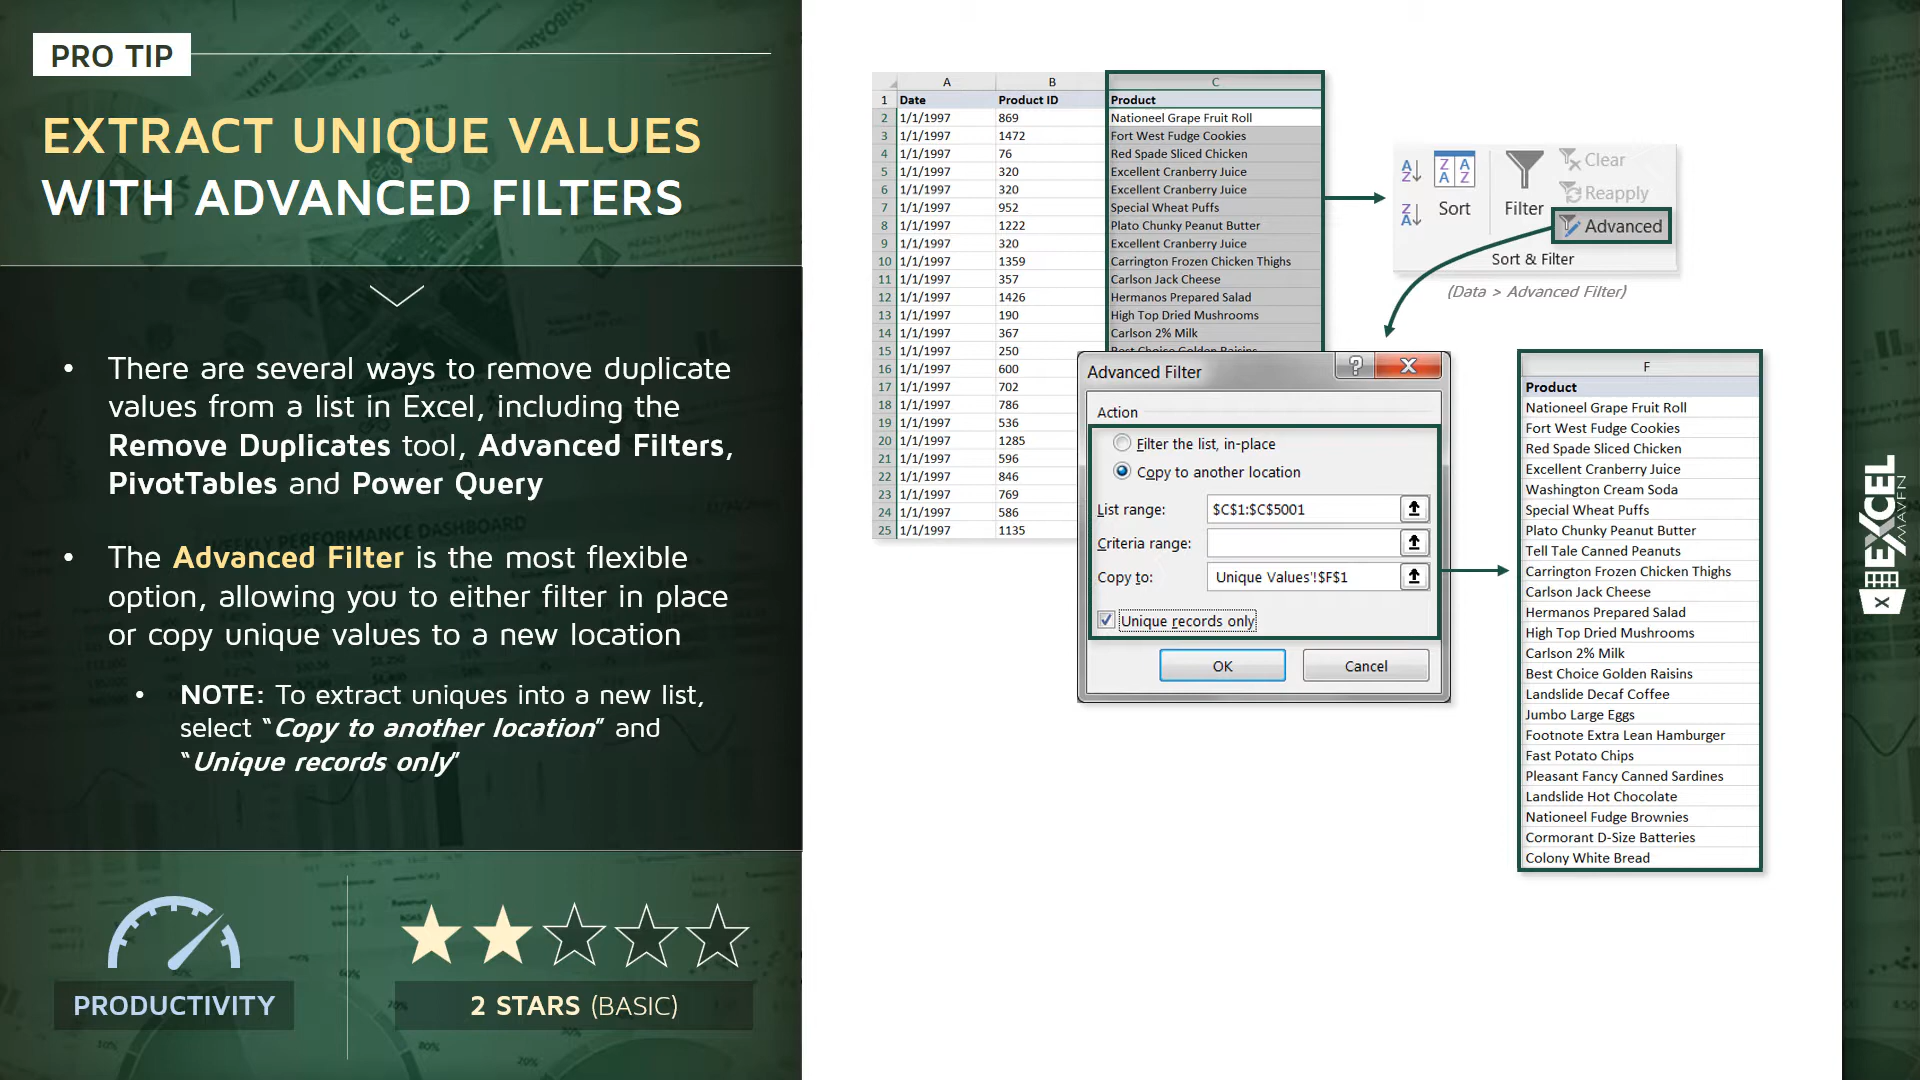 PRO TIP
EXTRACT UNIQUE VALUES
WITH ADVANCED FILTERS
• There are several ways to remove duplicate
values from a list in Excel, including the
Remove Duplicates tool, Advanced Filters,
PivotTables and Power Query
• The Advanced Filter is the most flexible
option, allowing you to either filter in place
or copy unique values to a new location
• NOTE: To extract uniques into a new list,
select "Copy to another location" and
"Unique records only"
PRODUCTIVITY
2 STARS (BASIC)
A B C
1 Date Product ID Product
2 1/1/1997 869 Nationeel Grape Fruit Roll
3 1/1/1997 1472 Fort West Fudge Cookies
4 1/1/1997 76 Red Spade Sliced Chicken
5 1/1/1997 320 Excellent Cranberry Juice
6 1/1/1997 320 Excellent Cranberry Juice
7 1/1/1997 952 Special Wheat Puffs
8 1/1/1997 1222 Plato Chunky Peanut Butter
9 1/1/1997 320 Excellent Cranberry Juice
10 1/1/1997 1359 Carrington Frozen Chicken Thighs
11 1/1/1997 357 Carlson Jack Cheese
12 1/1/1997 1426 Hermanos Prepared Salad
13 1/1/1997 190 High Top Dried Mushrooms
14 1/1/1997 367 Carlson 2% Milk
15 1/1/1997 250 Best Choice Golden Raisins
16 1/1/1997 600
17 1/1/1997 702
18 1/1/1997 786
19 1/1/1997 536
20 1/1/1997 1285
21 1/1/1997 596
22 1/1/1997 846
23 1/1/1997 769
24 1/1/1997 586
25 1/1/1997 1135
Sort
Filter
Clear
Reapply
Advanced
Sort & Filter
(Data > Advanced Filter)
Advanced Filter
Action
Filter the list, in-place
Copy to another location
List range: $C$1:$C$5001
Criteria range:
Copy to: Unique Values'!$F$1
Unique records only
OK Cancel
F
Product
Nationeel Grape Fruit Roll
Fort West Fudge Cookies
Red Spade Sliced Chicken
Excellent Cranberry Juice
Washington Cream Soda
Special Wheat Puffs
Plato Chunky Peanut Butter
Tell Tale Canned Peanuts
Carrington Frozen Chicken Thighs
Carlson Jack Cheese
Hermanos Prepared Salad
High Top Dried Mushrooms
Carlson 2% Milk
Best Choice Golden Raisins
Landslide Decaf Coffee
Jumbo Large Eggs
Footnote Extra Lean Hamburger
Fast Potato Chips
Pleasant Fancy Canned Sardines
Landslide Hot Chocolate
Nationeel Fudge Brownies
Cormorant D-Size Batteries
Colony White Bread
EXCEL
MAVEN